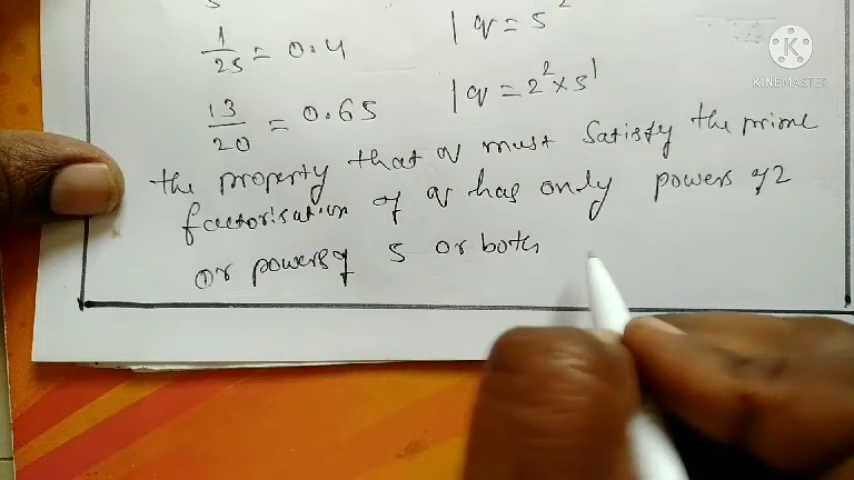 1/25 = 0.4 | q = 5²
13/20 = 0.65 | q = 2² × 5¹
the property that q must satisfy the prime
factorisation of q has only powers of 2
or powers of 5 or both
KINEMASTER